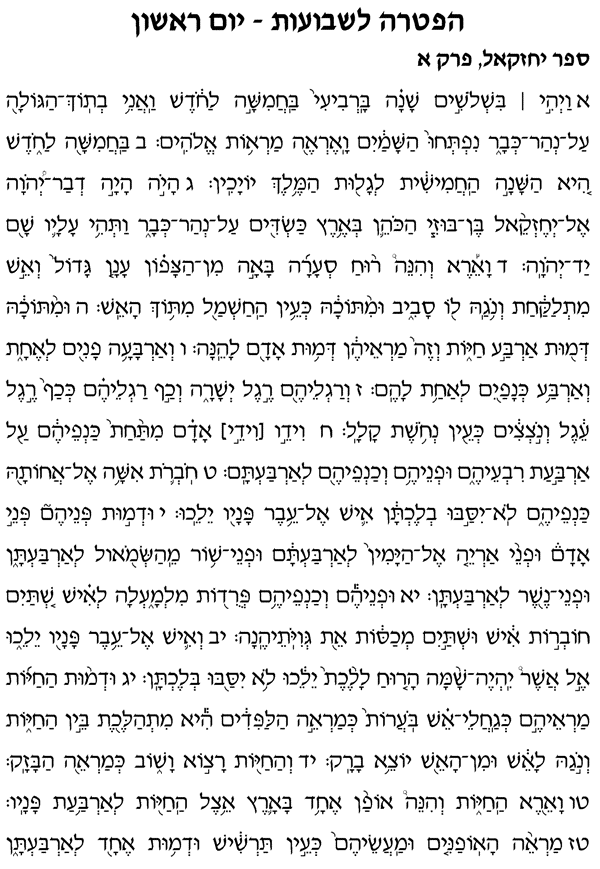 הפטרה לשבועות - יום ראשון
ספר יחזקאל, פרק א
א וַיְהִ֣י | בִּשְׁלֹשִׁ֣ים שָׁנָ֗ה בָּֽרְבִיעִי֙ בַּחֲמִשָּׁ֣ה לַחֹ֔דֶשׁ וַאֲנִ֥י בְתֽוֹךְ־הַגּוֹלָ֖ה
עַל־נְהַר־כְּבָ֑ר נִפְתְּחוּ֙ הַשָּׁמַ֔יִם וָאֶרְאֶ֖ה מַרְא֥וֹת אֱלֹהִֽים׃ ב בַּחֲמִשָּׁ֖ה לַחֹ֑דֶשׁ
הִ֚יא הַשָּׁנָ֣ה הַחֲמִישִׁ֔ית לְגָל֖וּת הַמֶּ֥לֶךְ יוֹיָכִֽין׃ ג הָיֹ֣ה הָיָ֣ה דְבַר־יְ֠הֹוָה
אֶל־יְחֶזְקֵ֨אל בֶּן־בּוּזִ֧י הַכֹּהֵ֛ן בְּאֶ֥רֶץ כַּשְׂדִּ֖ים עַל־נְהַר־כְּבָ֑ר וַתְּהִ֥י עָלָ֛יו שָׁ֖ם
יַד־יְהֹוָֽה׃ ד וָאֵ֡רֶא וְהִנֵּה֩ ר֨וּחַ סְעָרָ֜ה בָּאָ֣ה מִן־הַצָּפ֗וֹן עָנָ֤ן גָּדוֹל֙ וְאֵ֣שׁ
מִתְלַקַּ֔חַת וְנֹ֥גַֽהּ ל֖וֹ סָבִ֑יב וּמִ֨תּוֹכָ֔הּ כְּעֵ֥ין הַחַשְׁמַ֖ל מִתּ֥וֹךְ הָאֵֽשׁ׃ ה וּמִ֨תּוֹכָ֔הּ
דְּמ֖וּת אַרְבַּ֣ע חַיּ֑וֹת וְזֶה֙ מַרְאֵיהֶ֔ן דְּמ֥וּת אָדָ֖ם לָהֵֽנָּה׃ ו וְאַרְבָּעָ֥ה פָנִ֖ים לְאֶחָ֑ת
וְאַרְבַּ֥ע כְּנָפַ֖יִם לְאַחַ֥ת לָהֶֽם׃ ז וְרַגְלֵיהֶ֖ם רֶ֣גֶל יְשָׁרָ֑ה וְכַ֣ף רַגְלֵיהֶ֗ם כְּכַף֙ רֶ֣גֶל
עֵ֔גֶל וְנֹ֣צְצִ֔ים כְּעֵ֖ין נְחֹ֥שֶׁת קָלָֽל׃ ח וידו [וִידֵ֣י] אָדָ֗ם מִתַּ֙חַת֙ כַּנְפֵיהֶ֔ם עַ֖ל
אַרְבַּ֣עַת רִבְעֵיהֶ֑ם וּפְנֵיהֶ֥ם וְכַנְפֵיהֶ֖ם לְאַרְבַּעְתָּֽם׃ ט חֹֽבְרֹ֛ת אִשָּׁ֥ה אֶל־אֲחוֹתָ֖הּ
כַּנְפֵיהֶ֑ם לֹא־יִסַּ֣בּוּ בְלֶכְתָּ֔ן אִ֛ישׁ אֶל־עֵ֥בֶר פָּנָ֖יו יֵלֵֽכוּ׃ י וּדְמ֣וּת פְּנֵיהֶם֮ פְּנֵ֣י
אָדָם֒ וּפְנֵ֨י אַרְיֵ֤ה אֶל־הַיָּמִין֙ לְאַרְבַּעְתָּ֔ם וּפְנֵי־שׁ֥וֹר מֵהַשְּׂמֹ֖אול לְאַרְבַּעְתָּ֑ן
וּפְנֵי־נֶ֖שֶׁר לְאַרְבַּעְתָּֽן׃ יא וּפְנֵיהֶ֕ם וְכַנְפֵיהֶ֥ם פְּרֻד֖וֹת מִלְמָ֑עְלָה לְאִ֗ישׁ שְׁ֚תַּיִם
חוֹבְר֣וֹת אִ֔ישׁ וּשְׁתַּ֣יִם מְכַסּ֔וֹת אֵ֖ת גְּוִיֹּתֵיהֶֽנָה׃ יב וְאִ֛ישׁ אֶל־עֵ֥בֶר פָּנָ֖יו יֵלֵ֑כוּ
אֶ֣ל אֲשֶׁר֩ יִֽהְיֶה־שָּׁ֨מָּה הָר֤וּחַ לָלֶ֙כֶת֙ יֵלֵ֔כוּ לֹ֥א יִסַּ֖בּוּ בְּלֶכְתָּֽן׃ יג וּדְמ֨וּת הַחַיּ֜וֹת
מַרְאֵיהֶ֣ם כְּגַחֲלֵי־אֵ֗שׁ בֹּֽעֲרוֹת֙ כְּמַרְאֵ֣ה הַלַּפִּדִ֔ים הִ֕יא מִתְהַלֶּ֖כֶת בֵּ֣ין הַחַיּ֑וֹת
וְנֹ֣גַהּ לָאֵ֔שׁ וּמִן־הָאֵ֖שׁ יוֹצֵ֥א בָרָֽק׃ יד וְהַחַיּ֖וֹת רָצ֣וֹא וָשׁ֑וֹב כְּמַרְאֵ֖ה הַבָּזָֽק׃
טו וָאֵ֖רֶא הַחַיּ֑וֹת וְהִנֵּה֩ אוֹפַ֨ן אֶחָ֥ד בָּאָ֛רֶץ אֵ֥צֶל הַחַיּ֖וֹת לְאַרְבַּ֥עַת פָּנָֽיו׃
טז מַרְאֵ֨ה הָאוֹפַנִּ֤ים וּמַעֲשֵׂיהֶם֙ כְּעֵ֣ין תַּרְשִׁ֔ישׁ וּדְמ֥וּת אֶחָ֖ד לְאַרְבַּעְתָּ֑ן